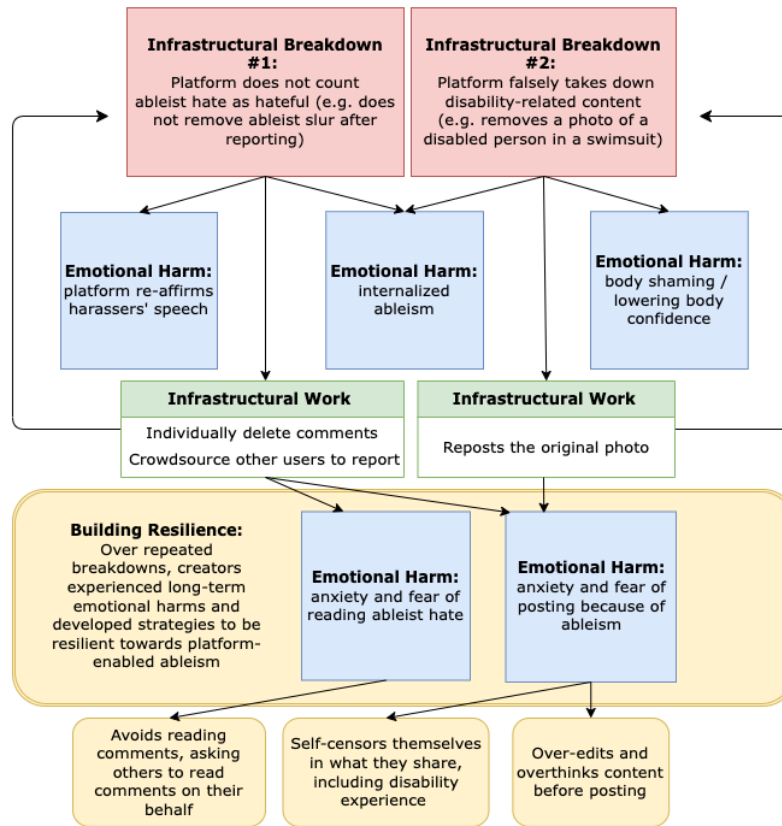 Infrastructural Breakdown
#1:
Platform does not count
ableist hate as hateful (e.g. does
not remove ableist slur after
reporting)
Infrastructural Breakdown
#2:
Platform falsely takes down
disability-related content
(e.g. removes a photo of a
disabled person in a swimsuit)
Emotional Harm:
platform re-affirms
harassers' speech
Emotional Harm:
internalized
ableism
Emotional Harm:
body shaming /
lowering body
confidence
Infrastructural Work
Individually delete comments
Crowdsource other users to report
Infrastructural Work
Reposts the original photo
Building Resilience:
Over repeated
breakdowns, creators
experienced long-term
emotional harms and
developed strategies to be
resilient towards platform-
enabled ableism
Emotional Harm:
anxiety and fear of
reading ableist hate
Emotional Harm:
anxiety and fear of
posting because of
ableism
Avoids reading
comments, asking
others to read
comments on their
behalf
Self-censors themselves
in what they share,
including disability
experience
Over-edits and
overthinks content
before posting